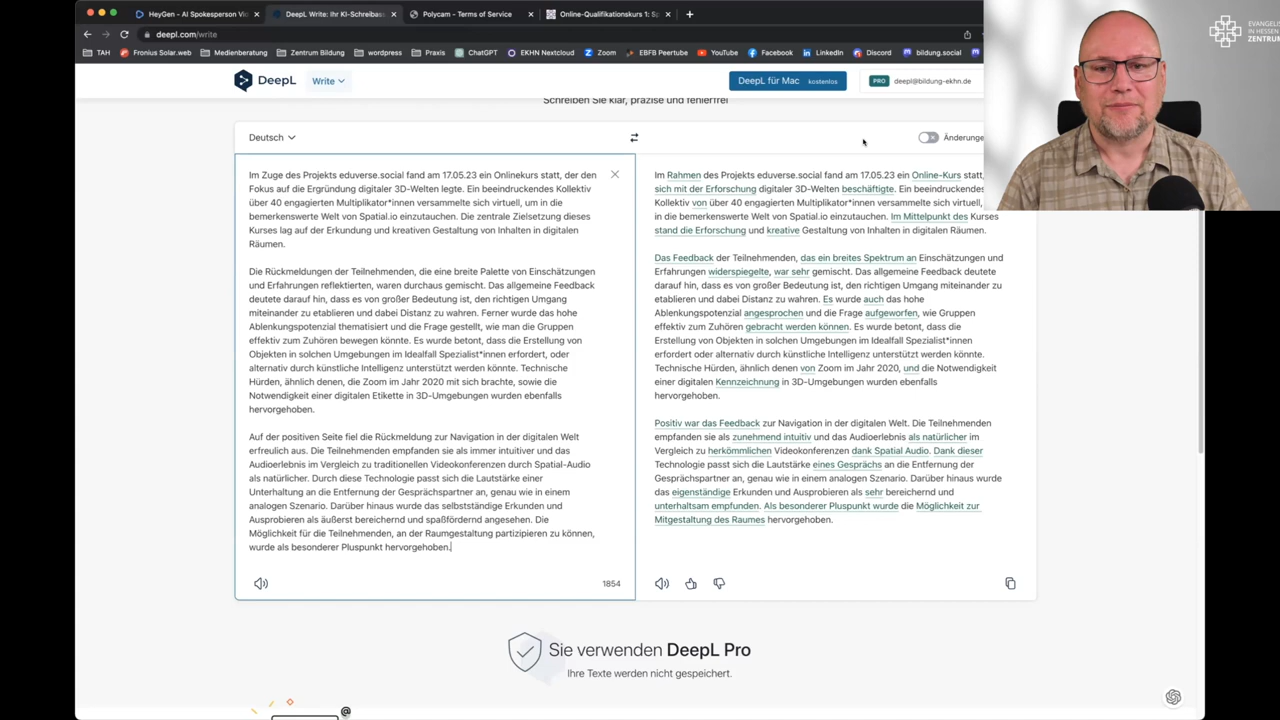 HeyGen - AI Spokesperson Vi
DeepL Write: Ihr KI-Schreibass
Polycam - Terms of Service
Online-Qualifikationskurs 1: Sp
deepl.com/write
TAH
Fronius Solar.web
Medienberatung
Zentrum Bildung
wordpress
Praxis
ChatGPT
EKHN Nextcloud
Zoom
EBFB Peertube
YouTube
Facebook
LinkedIn
Discord
bildung.social
EVANGELIS
IN HESSEN
ZENTRUM
DeepL
Write
DeepL für Mac kostenlos
PRO deepl@bildung-ekhn.de
Schreiben Sie klar, präzise und fehlerfrei
Deutsch
Änderunge
Im Zuge des Projekts eduverse.social fand am 17.05.23 ein Onlinekurs statt, der den
Fokus auf die Ergründung digitaler 3D-Welten legte. Ein beeindruckendes Kollektiv
über 40 engagierten Multiplikator*innen versammelte sich virtuell, um in die
bemerkenswerte Welt von Spatial.io einzutauchen. Die zentrale Zielsetzung dieses
Kurses lag auf der Erkundung und kreativen Gestaltung von Inhalten in digitalen
Räumen.
Die Rückmeldungen der Teilnehmenden, die eine breite Palette von Einschätzungen
und Erfahrungen reflektierten, waren durchaus gemischt. Das allgemeine Feedback
deutete darauf hin, dass es von großer Bedeutung ist, den richtigen Umgang
miteinander zu etablieren und dabei Distanz zu wahren. Ferner wurde das hohe
Ablenkungspotenzial thematisiert und die Frage gestellt, wie man die Gruppen
effektiv zum Zuhören bewegen könnte. Es wurde betont, dass die Erstellung von
Objekten in solchen Umgebungen im Idealfall Spezialist*innen erfordert, oder
alternativ durch künstliche Intelligenz unterstützt werden könnte. Technische
Hürden, ähnlich denen, die Zoom im Jahr 2020 mit sich brachte, sowie die
Notwendigkeit einer digitalen Etikette in 3D-Umgebungen wurden ebenfalls
hervorgehoben.
Auf der positiven Seite fiel die Rückmeldung zur Navigation in der digitalen Welt
erfreulich aus. Die Teilnehmenden empfanden sie als immer intuitiver und das
Audioerlebnis im Vergleich zu traditionellen Videokonferenzen durch Spatial-Audio
als natürlicher. Durch diese Technologie passt sich die Lautstärke einer
Unterhaltung an die Entfernung der Gesprächspartner an, genau wie in einem
analogen Szenario. Darüber hinaus wurde das selbstständige Erkunden und
Ausprobieren als äußerst bereichernd und spaßfördernd angesehen. Die
Möglichkeit für die Teilnehmenden, an der Raumgestaltung partizipieren zu können,
wurde als besonderer Pluspunkt hervorgehoben.
1854
Im Rahmen des Projekts eduverse.social fand am 17.05.23 ein Online-Kurs statt,
sich mit der Erforschung digitaler 3D-Welten beschäftigte. Ein beeindruckendes
Kollektiv von über 40 engagierten Multiplikator*innen versammelte sich virtuell,
in die bemerkenswerte Welt von Spatial.io einzutauchen. Im Mittelpunkt des Kurses
stand die Erforschung und kreative Gestaltung von Inhalten in digitalen Räumen.
Das Feedback der Teilnehmenden, das ein breites Spektrum an Einschätzungen und
Erfahrungen widerspiegelte, war sehr gemischt. Das allgemeine Feedback deutete
darauf hin, dass es von großer Bedeutung ist, den richtigen Umgang miteinander zu
etablieren und dabei Distanz zu wahren. Es wurde auch das hohe
Ablenkungspotenzial angesprochen und die Frage aufgeworfen, wie Gruppen
effektiv zum Zuhören gebracht werden können. Es wurde betont, dass die
Erstellung von Objekten in solchen Umgebungen im Idealfall Spezialist*innen
erfordert oder alternativ durch künstliche Intelligenz unterstützt werden könnte.
Technische Hürden, ähnlich denen von Zoom im Jahr 2020, und die Notwendigkeit
einer digitalen Kennzeichnung in 3D-Umgebungen wurden ebenfalls
hervorgehoben.
Positiv war das Feedback zur Navigation in der digitalen Welt. Die Teilnehmenden
empfanden sie als zunehmend intuitiv und das Audioerlebnis als natürlicher im
Vergleich zu herkömmlichen Videokonferenzen dank Spatial Audio. Dank dieser
Technologie passt sich die Lautstärke eines Gesprächs an die Entfernung der
Gesprächspartner an, genau wie in einem analogen Szenario. Darüber hinaus wurde
das eigenständige Erkunden und Ausprobieren als sehr bereichernd und
unterhaltsam empfunden. Als besonderer Pluspunkt wurde die Möglichkeit zur
Mitgestaltung des Raumes hervorgehoben.
Sie verwenden DeepL Pro
Ihre Texte werden nicht gespeichert.
@